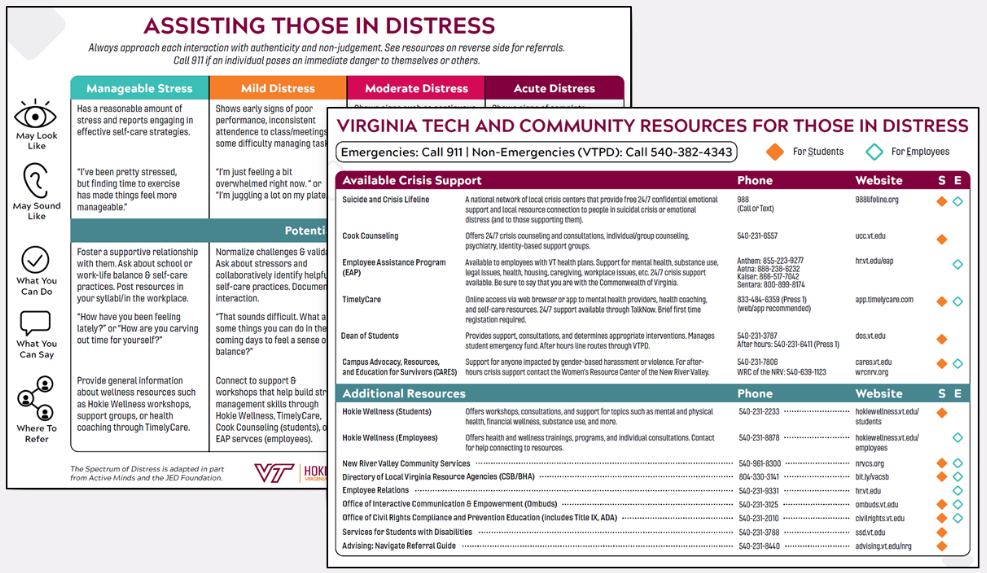 ASSISTING THOSE IN DISTRESS
Always approach each interaction with authenticity and non-judgement. See resources on reverse side for referrals.
Call 911 if an individual poses an immediate danger to themselves or others.
Manageable Stress
Mild Distress
Moderate Distress
Acute Distress
May Look
Like
Has a reasonable amount of
stress and reports engaging in
effective self-care strategies.
Shows early signs of poor
performance, inconsistent
attendence to class/meetings
some difficulty managing
May Sound
Like
"I've been pretty stressed,
but finding time to exercise
has made things feel more
manageable."
"I'm just feeling a bit
overwhelmed right now. " or
"I'm juggling a lot on my plate
Potenti
What You
Can Do
Foster a supportive relationship
with them. Ask about school or
work-life balance & self-care
practices. Post resources in
your syllabi/in the workplace.
Normalize challenges &
Ask about stressors and
collaboratively identify
self-care practices.
interaction.
What You
Can Say
"How have you been feeling
lately?" or "How are you carving
out time for yourself?"
"That sounds difficult. What a
some things you can do in the
coming days to feel a sense o
balance?"
Where To
Refer
Provide general information
about wellness resources such
as Hokie Wellness workshops,
support groups, or health
coaching through TimelyCare.
Connect to support &
workshops that help build
management skills through
Hokie Wellness, TimelyCare,
Cook Counseling (students), o
EAP servces (employees).
The Spectrum of Distress is adapted in part
from Active Minds and the JED Foundation.
VT
HOKI
VIRGINIA
VIRGINIA TECH AND COMMUNITY RESOURCES FOR THOSE IN DISTRESS
Emergencies: Call 911 | Non-Emergencies (VTPD): Call 540-382-4343
For Students
For Employees
Available Crisis Support Phone Website S E
Suicide and Crisis Lifeline
A national network of local crisis centers that provide free 24/7 confidential emotional
support and local resource connection to people in suicidal crisis or emotional
distress (and to those supporting them).
988
(Call or Text)
988lifeline.org
Cook Counseling
Offers 24/7 crisis counseling and consultations, individual/group counseling,
psychiatry, identity-based support groups.
540-231-6557
ucc.vt.edu
Employee Assistance Program
(EAP)
Available to employees with VT health plans. Support for mental health, substance use,
legal issues, health, housing, caregiving, workplace issues, etc. 24/7 crisis support
available. Be sure to say that you are with the Commonwealth of Virginia.
Anthem: 855-223-9277
Aetna: 888-238-6232
Kaiser: 866-517-7042
Sentara: 800-899-8174
hr.vt.edu/eap
TimelyCare
Online access via web browser or app to mental health providers, health coaching,
and self-care resources. 24/7 support available through TalkNow. Brief first time
registation required.
833-484-6359 (Press 1)
(web/app recommended)
app.timelycare.com
Dean of Students
Provides support, consultations, and determines appropriate interventions. Manages
student emergency fund. After hours line routes through VTPD.
540-231-3787
After hours: 540-231-6411 (Press 1)
dos.vt.edu
Campus Advocacy, Resources,
and Education for Survivors (CARES)
Support for anyone impacted by gender-based harassment or violence. For after-
hours crisis support contact the Women's Resource Center of the New River Valley.
540-231-7806
WRC of the NRV: 540-639-1123
cares.vt.edu
wrcnrv.org
Additional Resources Phone Website S E
Hokie Wellness (Students)
Offers workshops, consultations, and support for topics such as mental and physical
health, financial wellness, substance use, and more.
540-231-2233
hokiewellness.vt.edu/
students
Hokie Wellness (Employees)
Offers health and wellness trainings, programs, and individual consultations. Contact
for help connecting to resources.
540-231-8878
hokiewellness.vt.edu/
employees
New River Valley Community Services 540-961-8300 nrvcs.org
Directory of Local Virginia Resource Agencies (CSB/BHA) 804-330-3141 bit.ly/vacsb
Employee Relations 540-231-9331 hr.vt.edu
Office of Interactive Communication & Empowerment (Ombuds) 540-231-3125 ombuds.vt.edu
Office of Civil Rights Compliance and Prevention Education (includes Title IX, ADA) 540-231-2010 civilrights.vt.edu
Services for Students with Disabilities 540-231-3788 ssd.vt.edu
Advising: Navigate Referral Guide 540-231-8440 advising.vt.edu/nrg